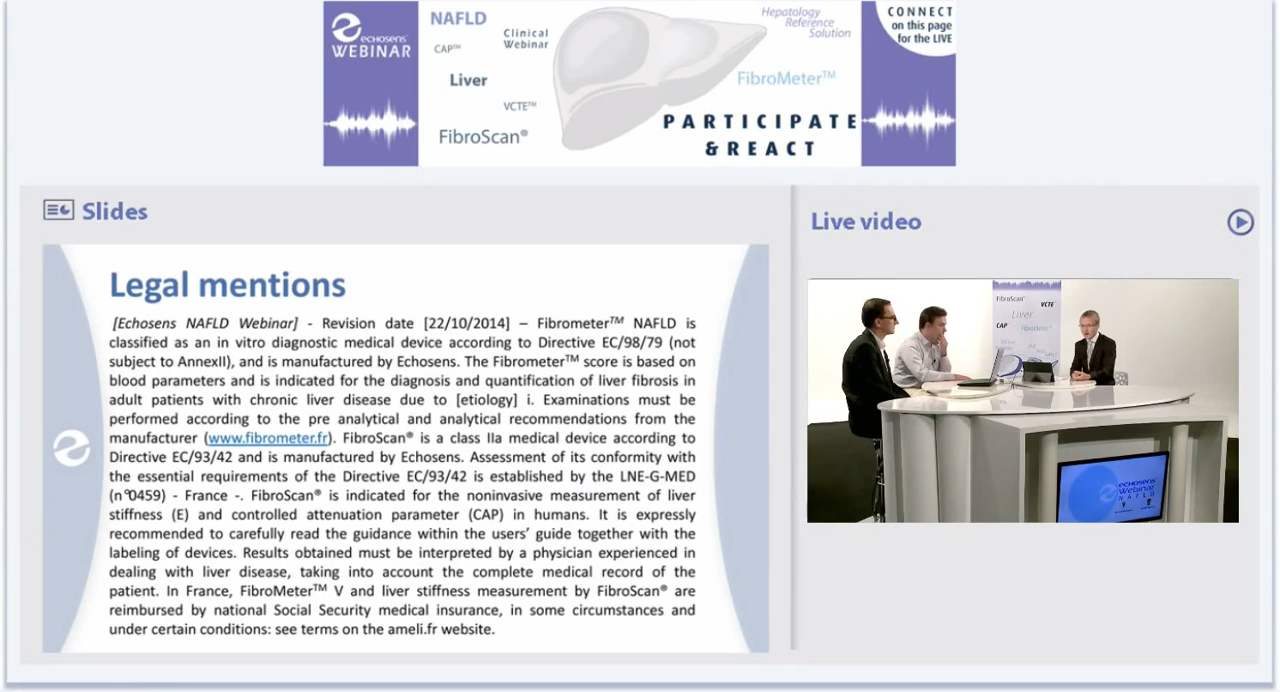 echosens
WEBINAR
NAFLD
CAP™
Clinical
Webinar
Liver
VCTE™
FibroScan®
Hepatology
Reference
Solution
FibroMeter™
PARTICIPATE
&REACT
CONNECT
on this page
for the LIVE
Slides
Legal mentions
[Echosens NAFLD Webinar] - Revision date [22/10/2014] – Fibrometer™ NAFLD is
classified as an in vitro diagnostic medical device according to Directive EC/98/79 (not
subject to AnnexII), and is manufactured by Echosens. The Fibrometer™ score is based on
blood parameters and is indicated for the diagnosis and quantification of liver fibrosis in
adult patients with chronic liver disease due to [etiology] i. Examinations must be
performed according to the pre analytical and analytical recommendations from the
manufacturer (www.fibrometer.fr). FibroScan® is a class IIa medical device according to
Directive EC/93/42 and is manufactured by Echosens. Assessment of its conformity with
the essential requirements of the Directive EC/93/42 is established by the LNE-G-MED
(n°0459) - France -. FibroScan® is indicated for the noninvasive measurement of liver
stiffness (E) and controlled attenuation parameter (CAP) in humans. It is expressly
recommended to carefully read the guidance within the users’ guide together with the
labeling of devices. Results obtained must be interpreted by a physician experienced in
dealing with liver disease, taking into account the complete medical record of the
patient. In France, FibroMeter™ V and liver stiffness measurement by FibroScan® are
reimbursed by national Social Security medical insurance, in some circumstances and
under certain conditions: see terms on the ameli.fr website.
Live video
FibroScan®
VCTE™
Liver
CAP
echosens
Webinar
NAFLD